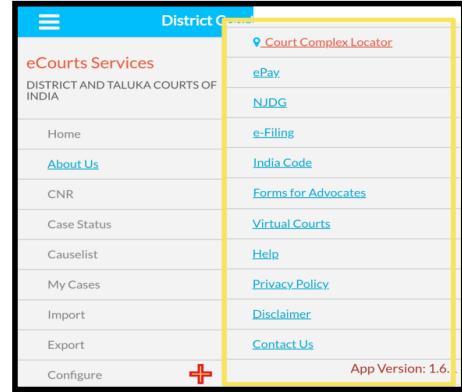 District C
eCourts Services
DISTRICT AND TALUKA COURTS OF
INDIA
Home
About Us
CNR
Case Status
Causelist
My Cases
Import
Export
Configure
Court Complex Locator
ePay
NJDG
e-Filing
India Code
Forms for Advocates
Virtual Courts
Help
Privacy Policy
Disclaimer
Contact Us
App Version: 1.6..